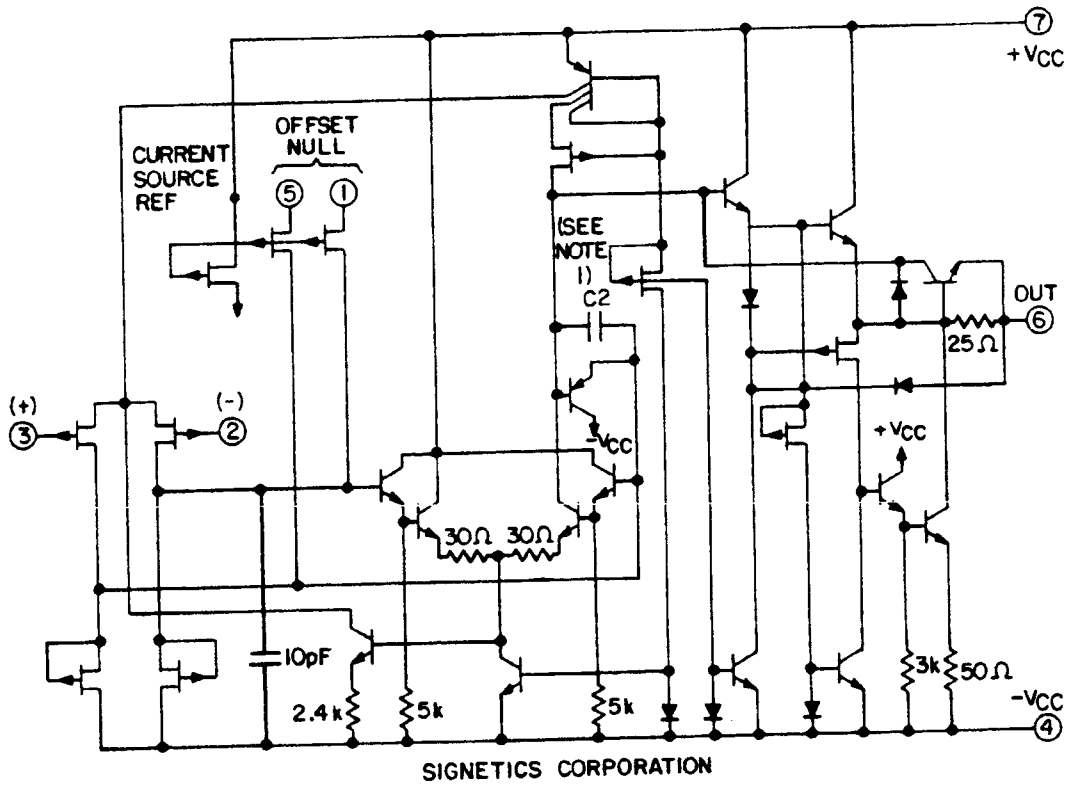 7
+VCC
OFFSET
NULL
CURRENT
SOURCE
REF
5
1
(SEE
NOTE
1)
C2
OUT
6
25Ω
(+)
3
(-)
2
-VCC
+VCC
30Ω
30Ω
10pF
2.4k
5k
5k
3k
50Ω
-VCC
4
SIGNETICS CORPORATION